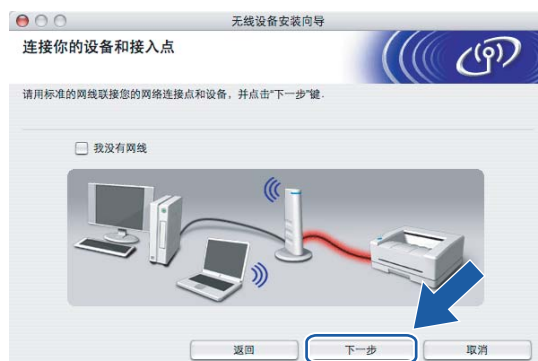 无线设备安装向导
连接你的设备和接入点
请用标准的网线联接您的网络连接点和设备，并点击“下一步”键.
我没有网线
返回 下一步 取消